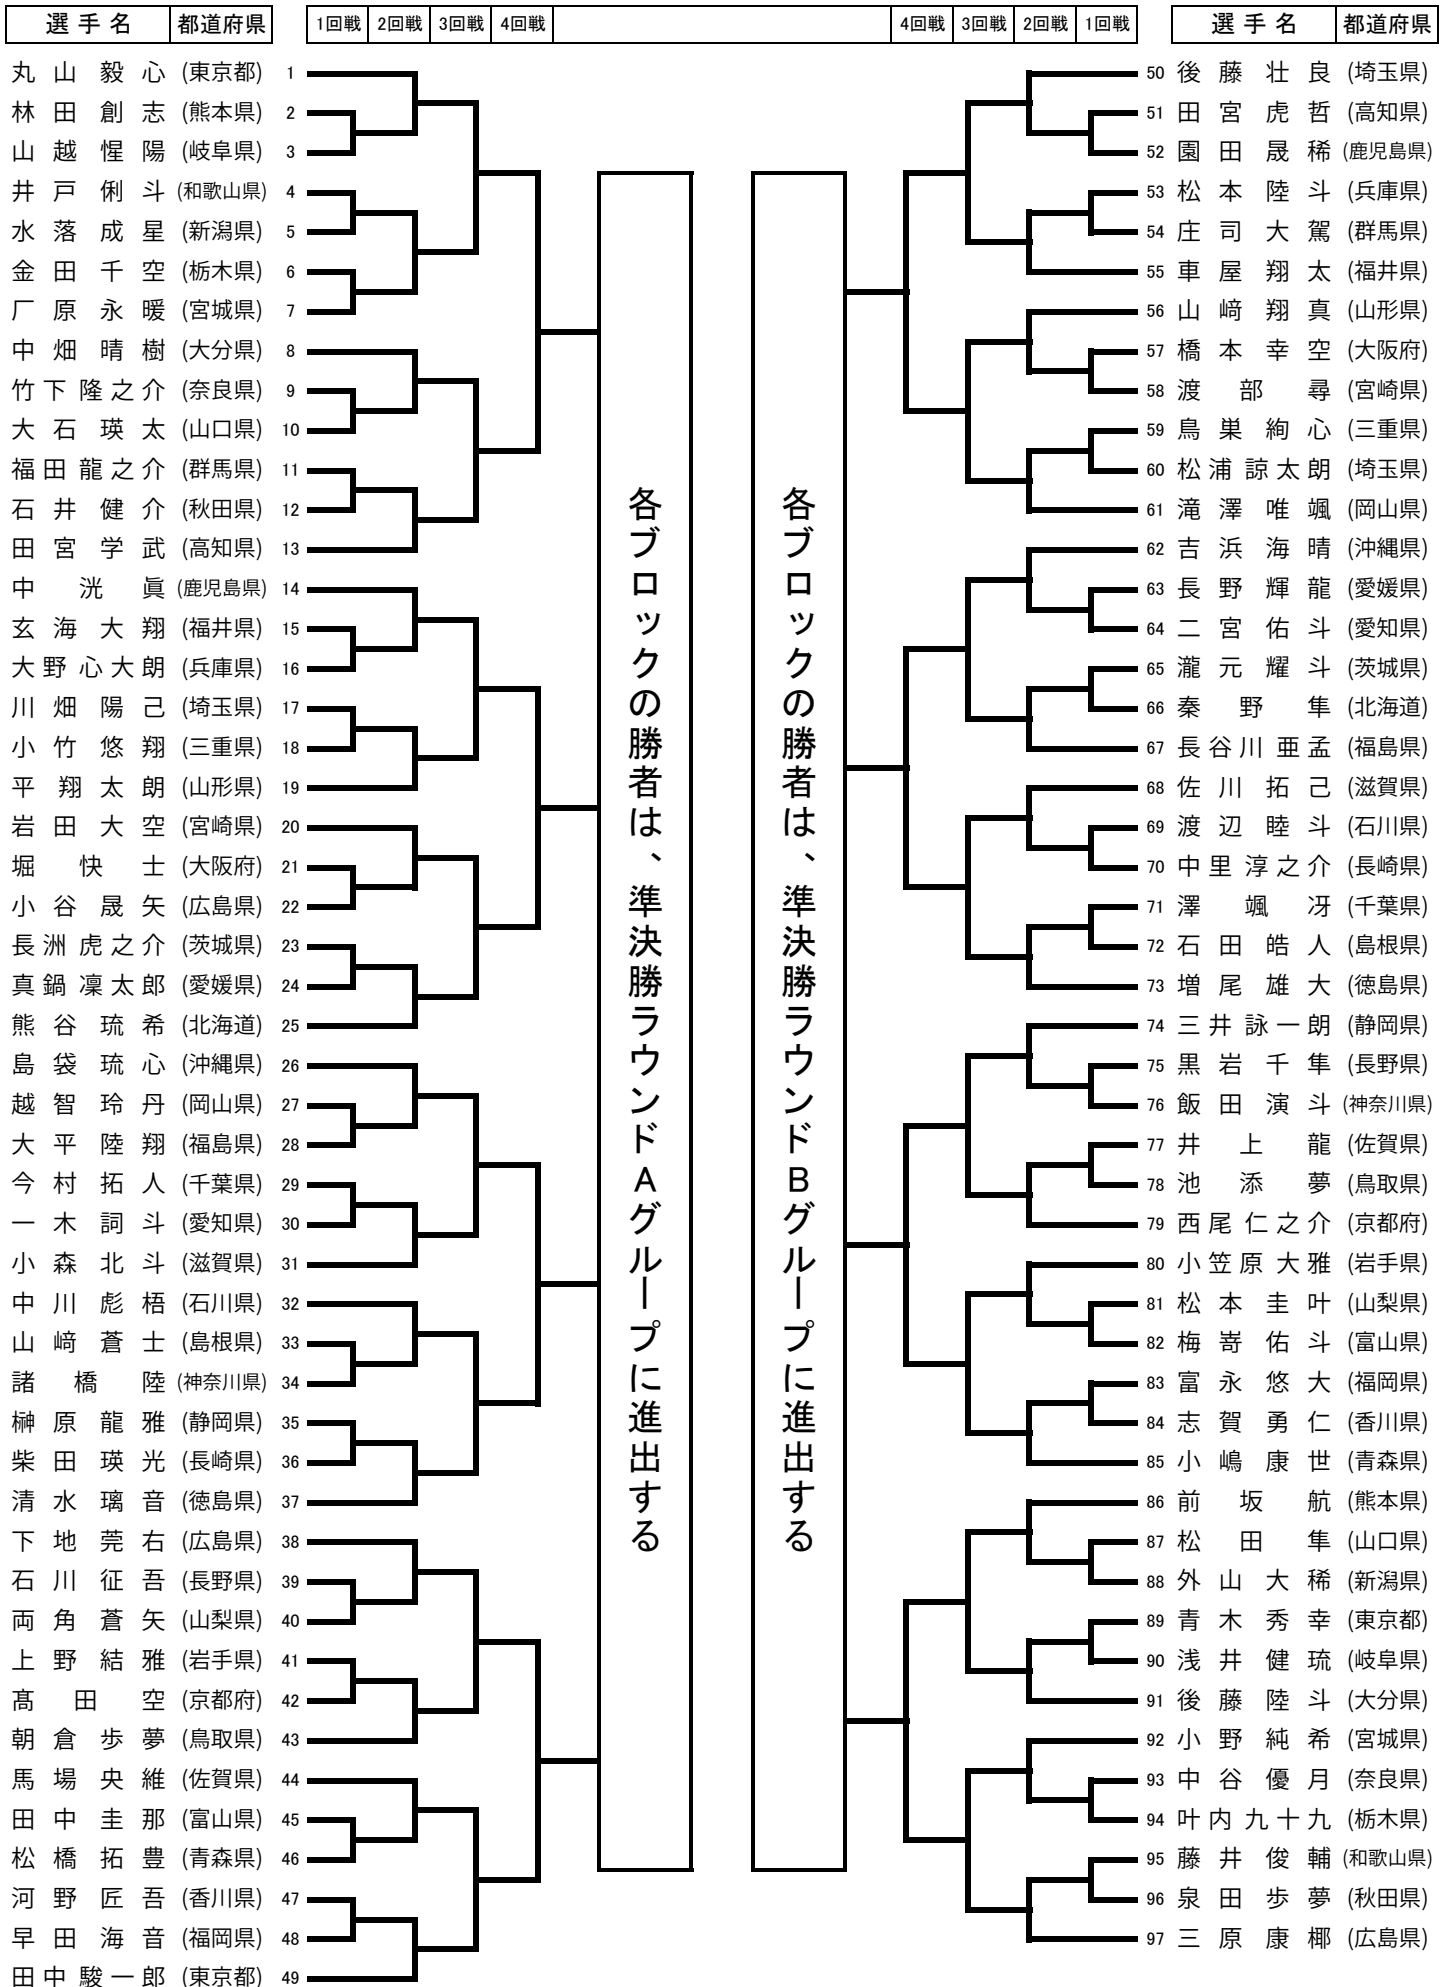 選手名 都道府県 1回戦 2回戦 3回戦 4回戦 4回戦 3回戦 2回戦 1回戦 選手名 都道府県
丸山毅心 (東京都) 1
林田創志 (熊本県) 2
山越惺陽 (岐阜県) 3
井戸俐斗 (和歌山県) 4
水落成星 (新潟県) 5
金田千空 (栃木県) 6
厂原永暖 (宮城県) 7
中畑晴樹 (大分県) 8
竹下隆之介 (奈良県) 9
大石瑛太 (山口県) 10
福田龍之介 (群馬県) 11
石井健介 (秋田県) 12
田宮学武 (高知県) 13
中洸眞 (鹿児島県) 14
玄海大翔 (福井県) 15
大野心大朗 (兵庫県) 16
川畑陽己 (埼玉県) 17
小竹悠翔 (三重県) 18
平翔太朗 (山形県) 19
岩田大空 (宮崎県) 20
堀快士 (大阪府) 21
小谷晟矢 (広島県) 22
長洲虎之介 (茨城県) 23
真鍋凜太郎 (愛媛県) 24
熊谷琉希 (北海道) 25
島袋琉心 (沖縄県) 26
越智玲丹 (岡山県) 27
大平陸翔 (福島県) 28
今村拓人 (千葉県) 29
一木詞斗 (愛知県) 30
小森北斗 (滋賀県) 31
中川彪梧 (石川県) 32
山﨑蒼士 (島根県) 33
諸橋陸 (神奈川県) 34
榊原龍雅 (静岡県) 35
柴田瑛光 (長崎県) 36
清水璃音 (徳島県) 37
下地莞右 (広島県) 38
石川征吾 (長野県) 39
両角蒼矢 (山梨県) 40
上野結雅 (岩手県) 41
髙田空 (京都府) 42
朝倉歩夢 (鳥取県) 43
馬場央維 (佐賀県) 44
田中圭那 (富山県) 45
松橋拓豊 (青森県) 46
河野匠吾 (香川県) 47
早田海音 (福岡県) 48
田中駿一郎 (東京都) 49
各ブロックの勝者は、準決勝ラウンドAグループに進出する
各ブロックの勝者は、準決勝ラウンドBグループに進出する
50 後藤壮良 (埼玉県)
51 田宮虎哲 (高知県)
52 園田晟稀 (鹿児島県)
53 松本陸斗 (兵庫県)
54 庄司大駕 (群馬県)
55 車屋翔太 (福井県)
56 山﨑翔真 (山形県)
57 橋本幸空 (大阪府)
58 渡部尋 (宮崎県)
59 鳥巣絢心 (三重県)
60 松浦諒太朗 (埼玉県)
61 滝澤唯颯 (岡山県)
62 吉浜海晴 (沖縄県)
63 長野輝龍 (愛媛県)
64 二宮佑斗 (愛知県)
65 瀧元耀斗 (茨城県)
66 秦野隼 (北海道)
67 長谷川亜孟 (福島県)
68 佐川拓己 (滋賀県)
69 渡辺睦斗 (石川県)
70 中里淳之介 (長崎県)
71 澤颯冴 (千葉県)
72 石田皓人 (島根県)
73 増尾雄大 (徳島県)
74 三井詠一朗 (静岡県)
75 黒岩千隼 (長野県)
76 飯田演斗 (神奈川県)
77 井上龍 (佐賀県)
78 池添夢 (鳥取県)
79 西尾仁之介 (京都府)
80 小笠原大雅 (岩手県)
81 松本圭叶 (山梨県)
82 梅嵜佑斗 (富山県)
83 富永悠大 (福岡県)
84 志賀勇仁 (香川県)
85 小嶋康世 (青森県)
86 前坂航 (熊本県)
87 松田隼 (山口県)
88 外山大稀 (新潟県)
89 青木秀幸 (東京都)
90 浅井健琉 (岐阜県)
91 後藤陸斗 (大分県)
92 小野純希 (宮城県)
93 中谷優月 (奈良県)
94 叶内九十九 (栃木県)
95 藤井俊輔 (和歌山県)
96 泉田歩夢 (秋田県)
97 三原康椰 (広島県)